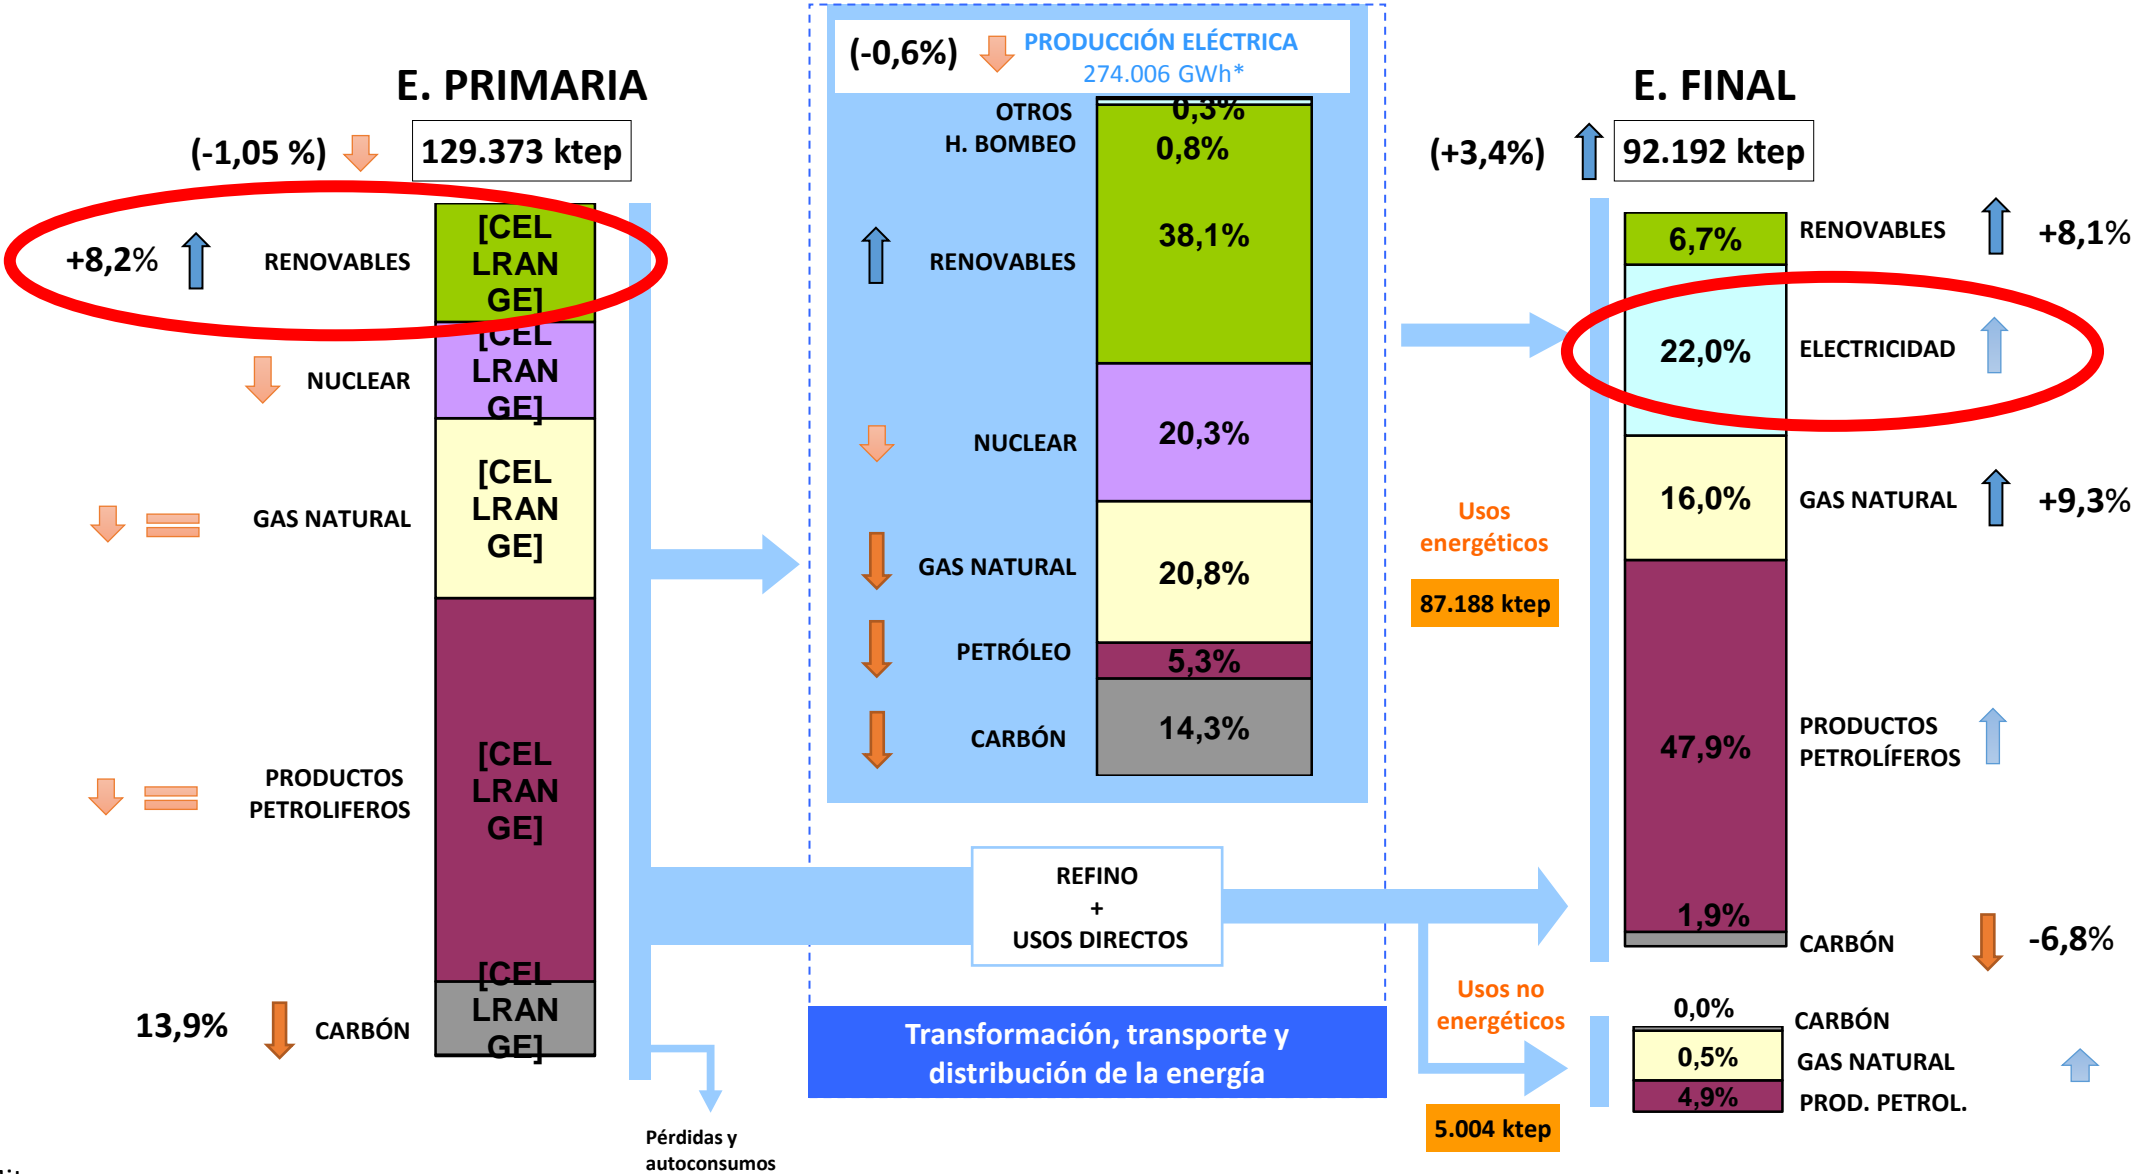 E. PRIMARIA
(-1,05 %)
129.373 ktep
+8,2%
RENOVABLES
[CEL
LRAN
GE]
NUCLEAR
[CEL
LRAN
GE]
GAS NATURAL
[CEL
LRAN
GE]
PRODUCTOS
PETROLIFEROS
[CEL
LRAN
GE]
13,9%
CARBÓN
[CEL
LRAN
GE]
Pérdidas y
autoconsumos
(-0,6%)
PRODUCCIÓN ELÉCTRICA
274.006 GWh*
OTROS
0,3%
H. BOMBEO
0,8%
RENOVABLES
38,1%
NUCLEAR
20,3%
GAS NATURAL
20,8%
PETRÓLEO
5,3%
CARBÓN
14,3%
REFINO
+
USOS DIRECTOS
Transformación, transporte y
distribución de la energía
E. FINAL
(+3,4%)
92.192 ktep
6,7%
RENOVABLES
+8,1%
22,0%
ELECTRICIDAD
16,0%
GAS NATURAL
+9,3%
Usos
energéticos
87.188 ktep
47,9%
PRODUCTOS
PETROLÍFEROS
1,9%
CARBÓN
-6,8%
Usos no
energéticos
5.004 ktep
0,0%
CARBÓN
0,5%
GAS NATURAL
4,9%
PROD. PETROL.